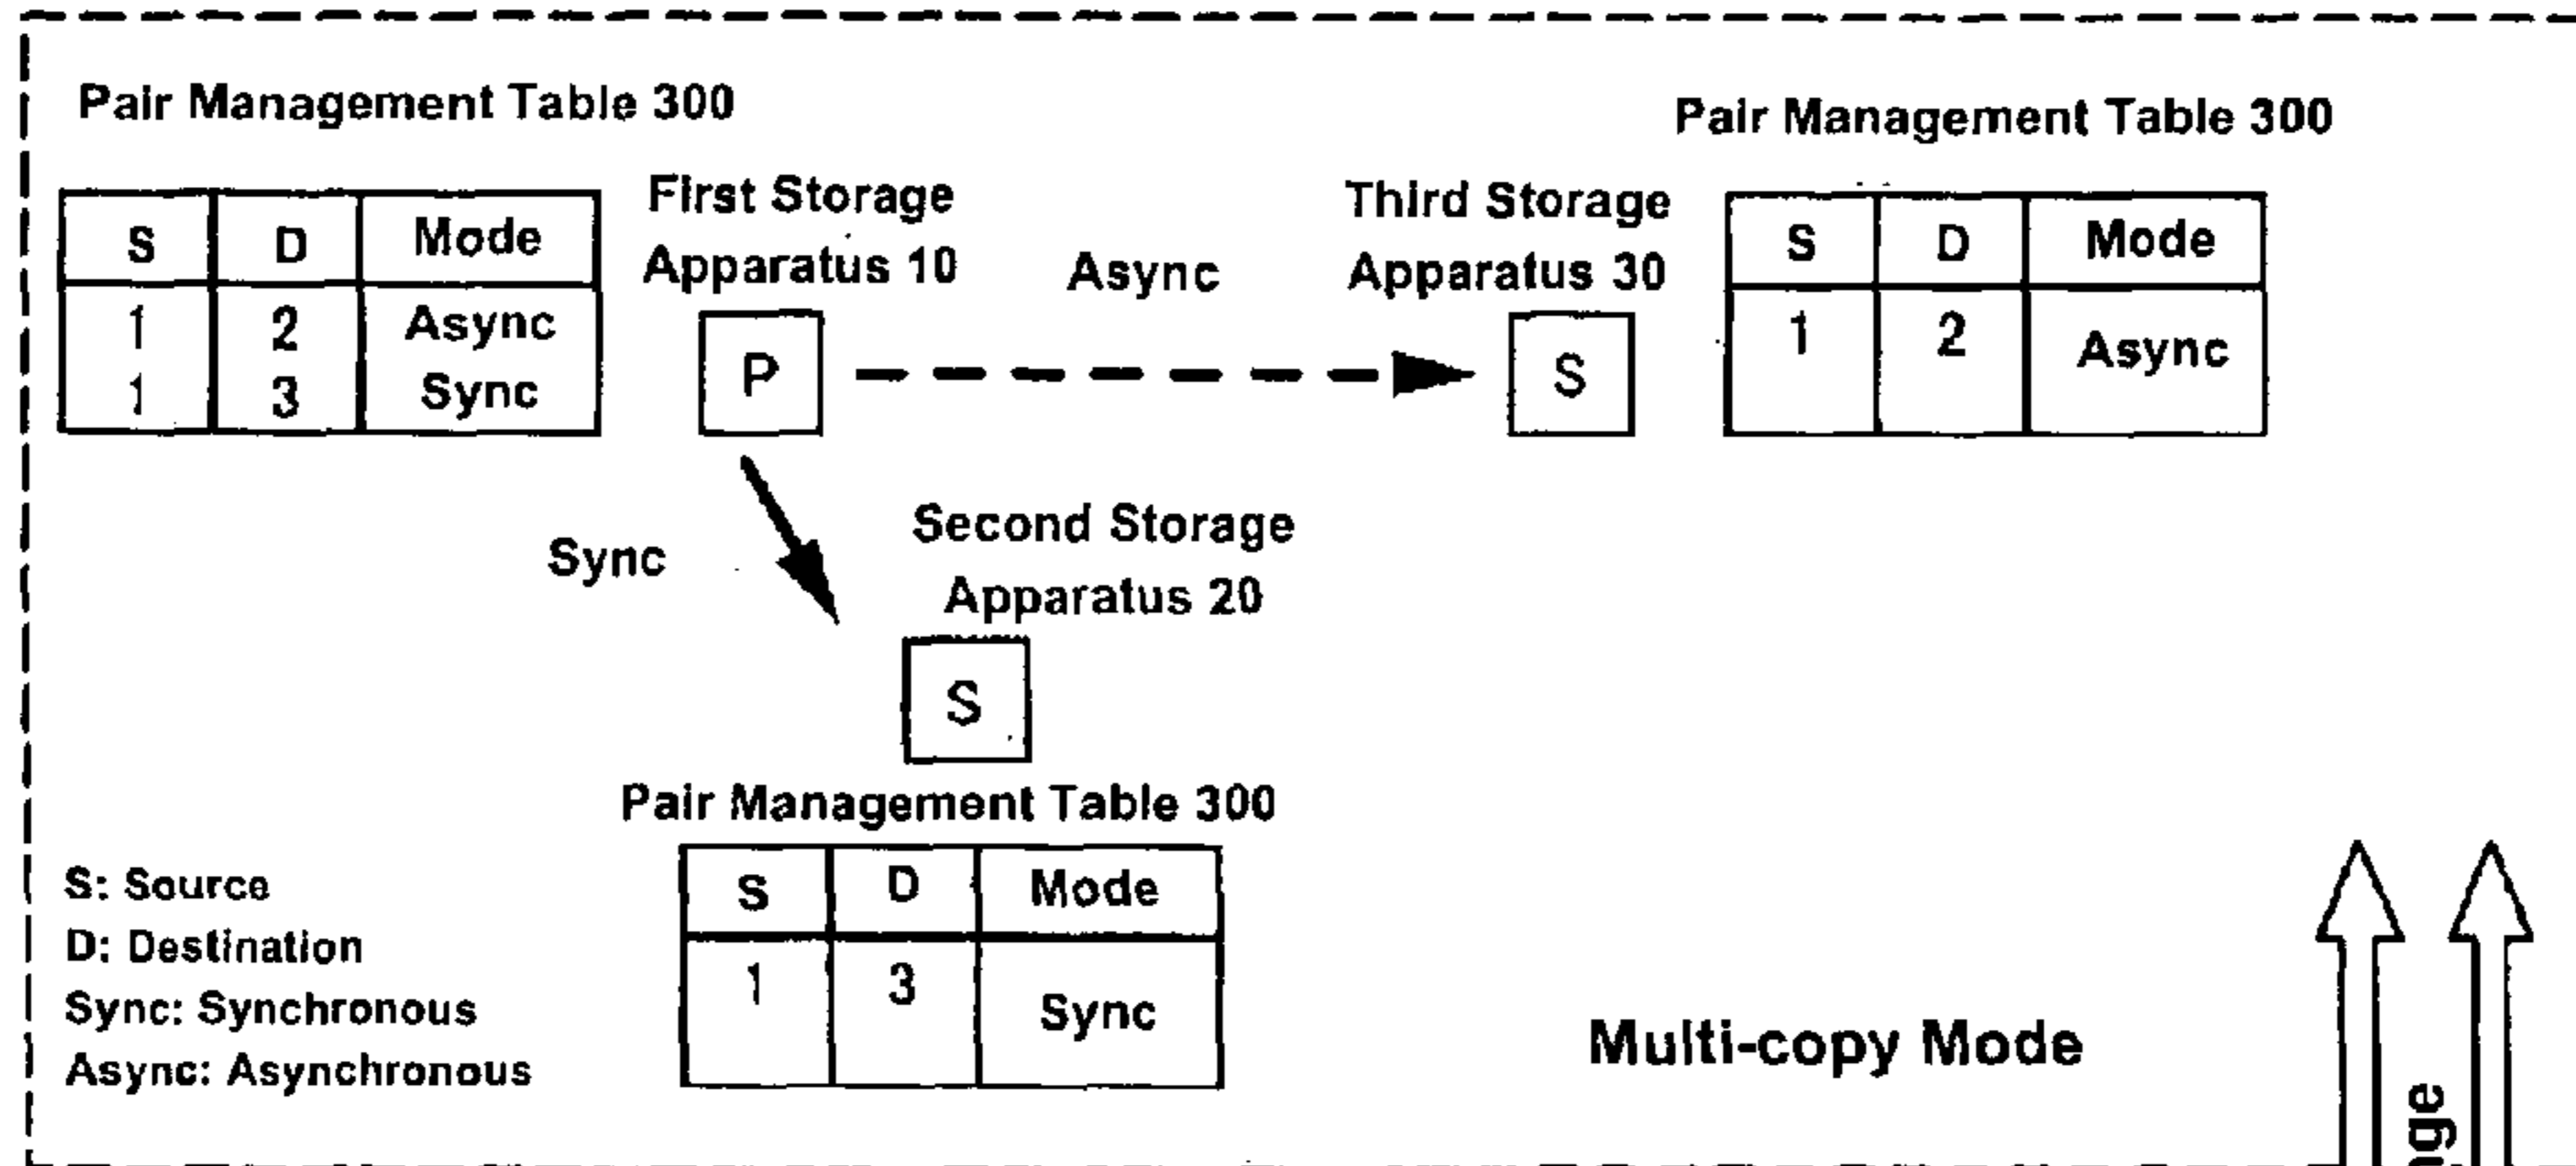 Pair Management Table 300
S D Mode
1 2 Async
1 3 Sync
First Storage
Apparatus 10
P
Async
Third Storage
Apparatus 30
S
Pair Management Table 300
S D Mode
1 2 Async
Sync
Second Storage
Apparatus 20
S
Pair Management Table 300
S D Mode
1 3 Sync
S: Source
D: Destination
Sync: Synchronous
Async: Asynchronous
Multi-copy Mode